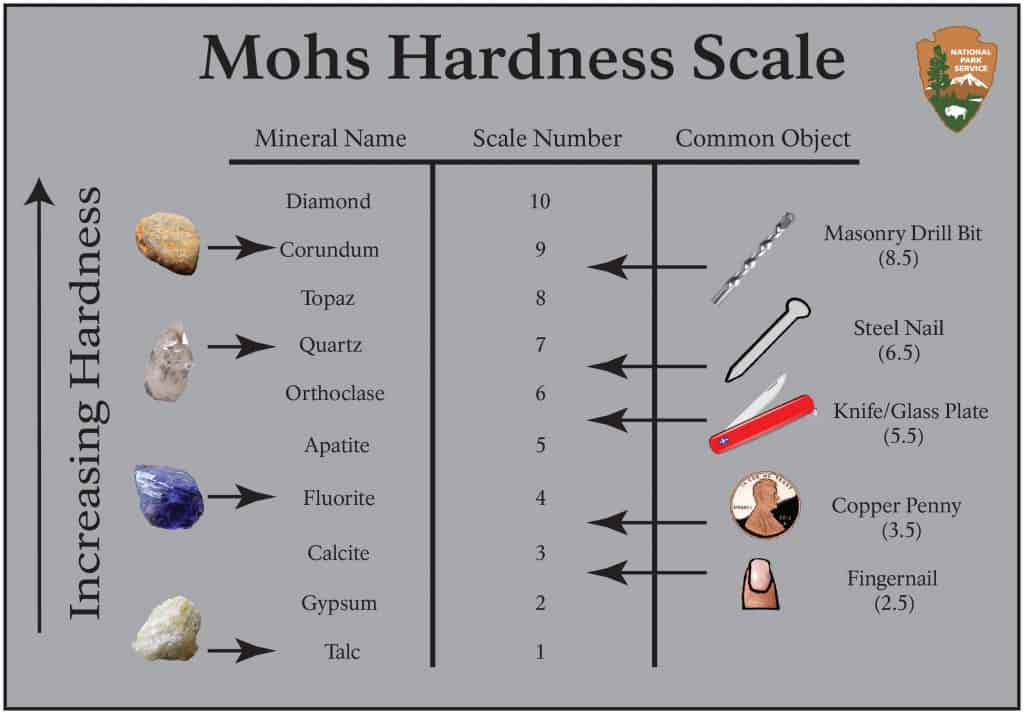 Mohs Hardness Scale
NATIONAL
PARK
SERVICE
Mineral Name Scale Number Common Object
Increasing Hardness
Diamond 10
Masonry Drill Bit
(8.5)
Corundum 9
Topaz 8
Steel Nail
(6.5)
Quartz 7
Orthoclase 6
Knife/Glass Plate
(5.5)
Apatite 5
Fluorite 4
Copper Penny
(3.5)
Calcite 3
Fingernail
(2.5)
Gypsum 2
Talc 1